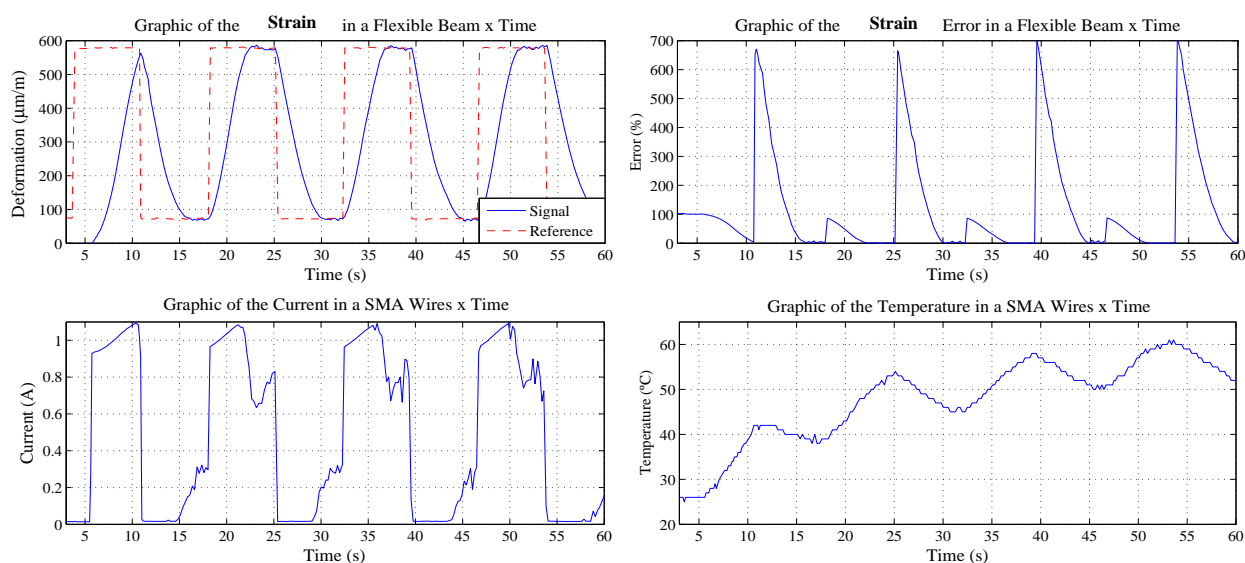 Graphic of the Strain in a Flexible Beam x Time
600
500
400
300
200
100
0
Deformation (μm/m)
5 10 15 20 25 30 35 40 45 50 55 60
Time (s)
Signal
Reference
Graphic of the Strain Error in a Flexible Beam x Time
700
600
500
400
300
200
100
0
Error (%)
5 10 15 20 25 30 35 40 45 50 55 60
Time (s)
Graphic of the Current in a SMA Wires x Time
1
0.8
0.6
0.4
0.2
0
Current (A)
5 10 15 20 25 30 35 40 45 50 55 60
Time (s)
Graphic of the Temperature in a SMA Wires x Time
60
50
40
30
20
Temperature (ºC)
5 10 15 20 25 30 35 40 45 50 55 60
Time (s)